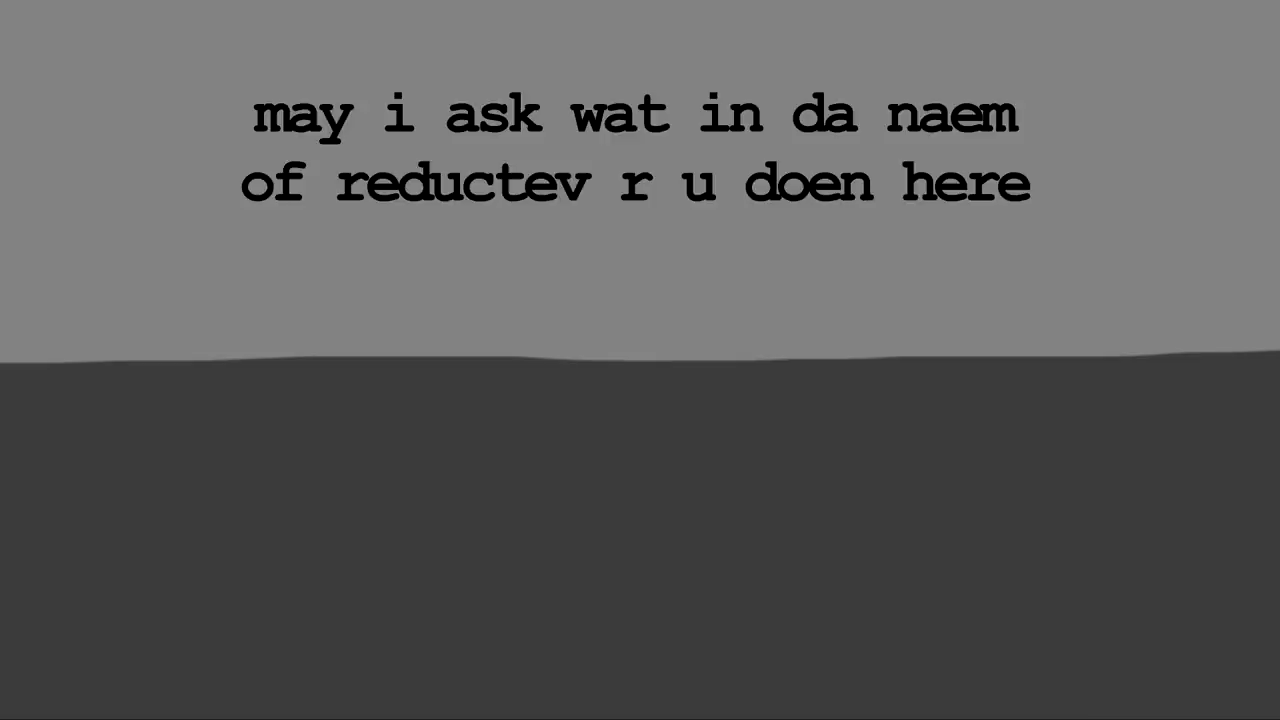 may i ask wat in da naem
of reductev r u doen here